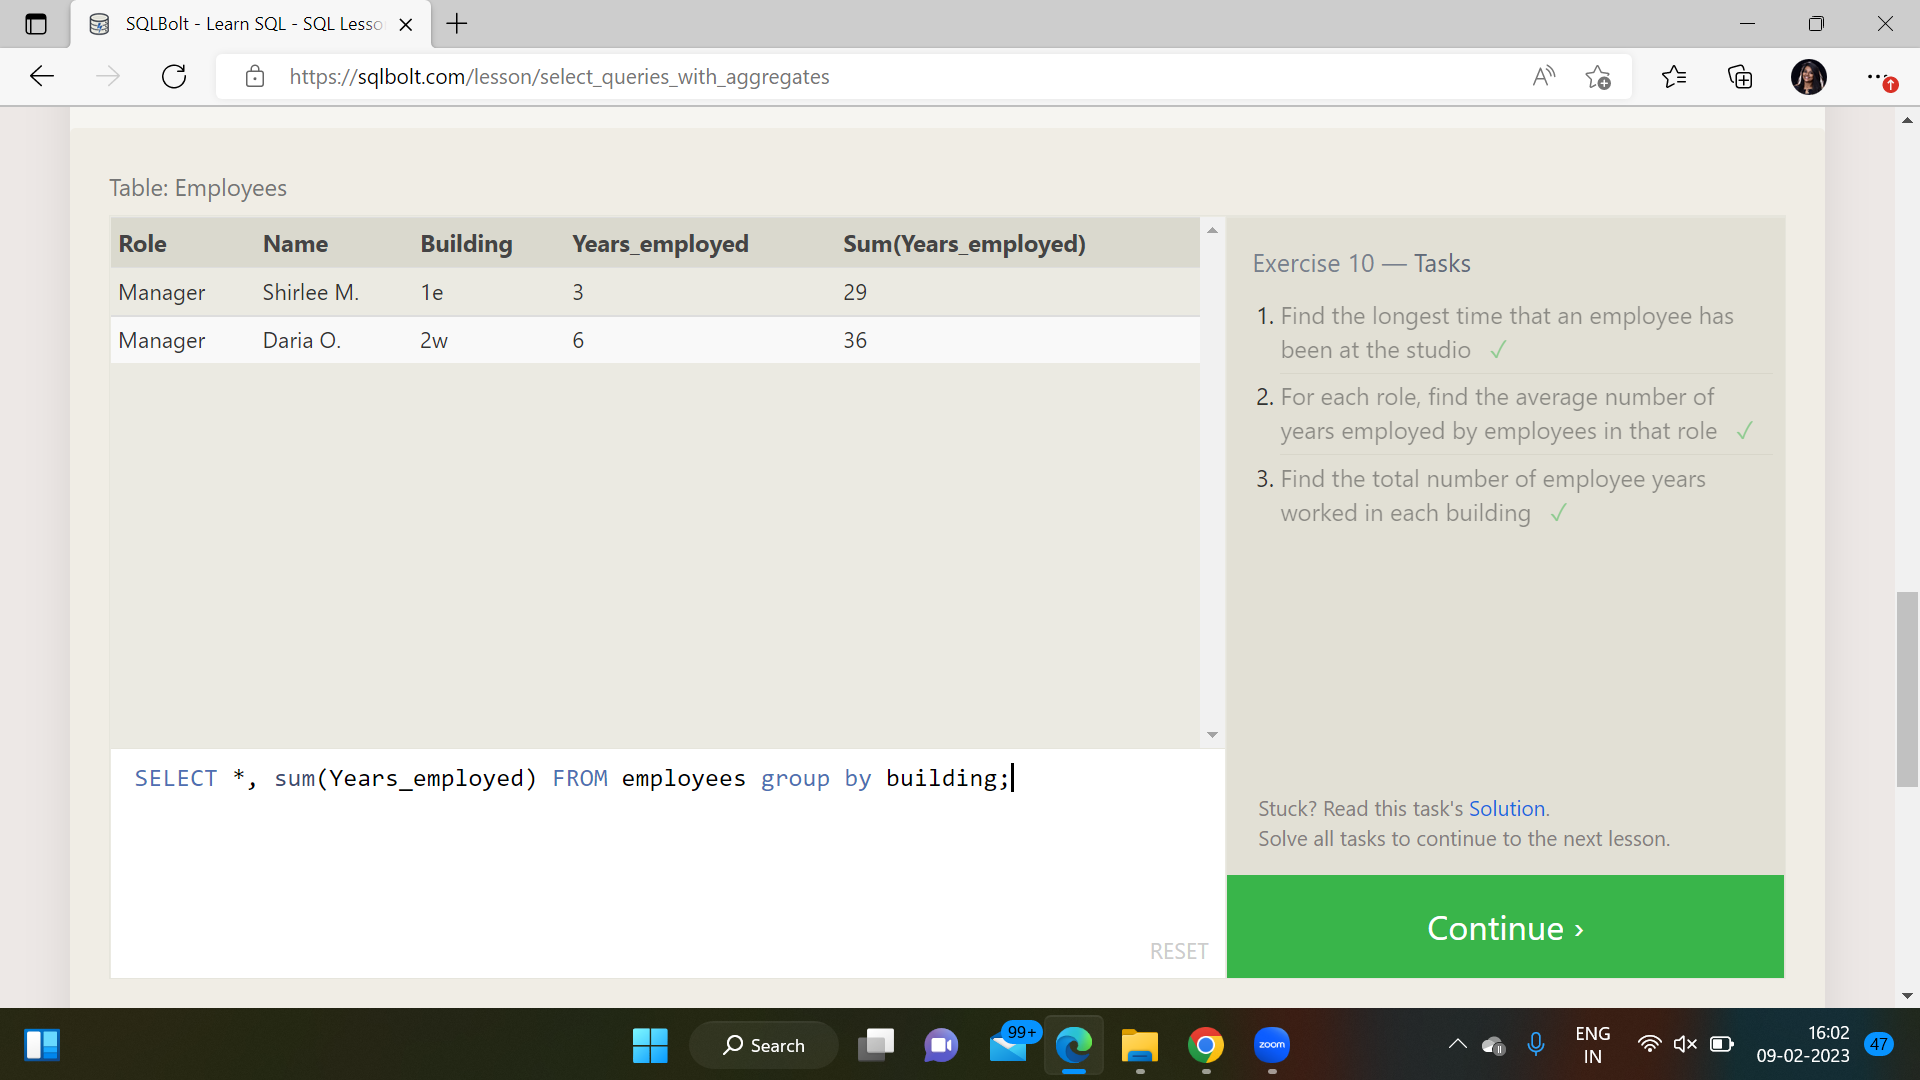 SQLBolt - Learn SQL - SQL Lesso
https://sqlbolt.com/lesson/select_queries_with_aggregates
Table: Employees
Role Name Building Years_employed Sum(Years_employed)
Manager Shirlee M. 1e 3 29
Manager Daria O. 2w 6 36
Exercise 10 — Tasks
1. Find the longest time that an employee has
been at the studio ✓
2. For each role, find the average number of
years employed by employees in that role ✓
3. Find the total number of employee years
worked in each building ✓
SELECT *, sum(Years_employed) FROM employees group by building;
RESET
Stuck? Read this task's Solution.
Solve all tasks to continue to the next lesson.
Continue ›
Search
99+
zoom
ENG
IN
16:02
09-02-2023
47